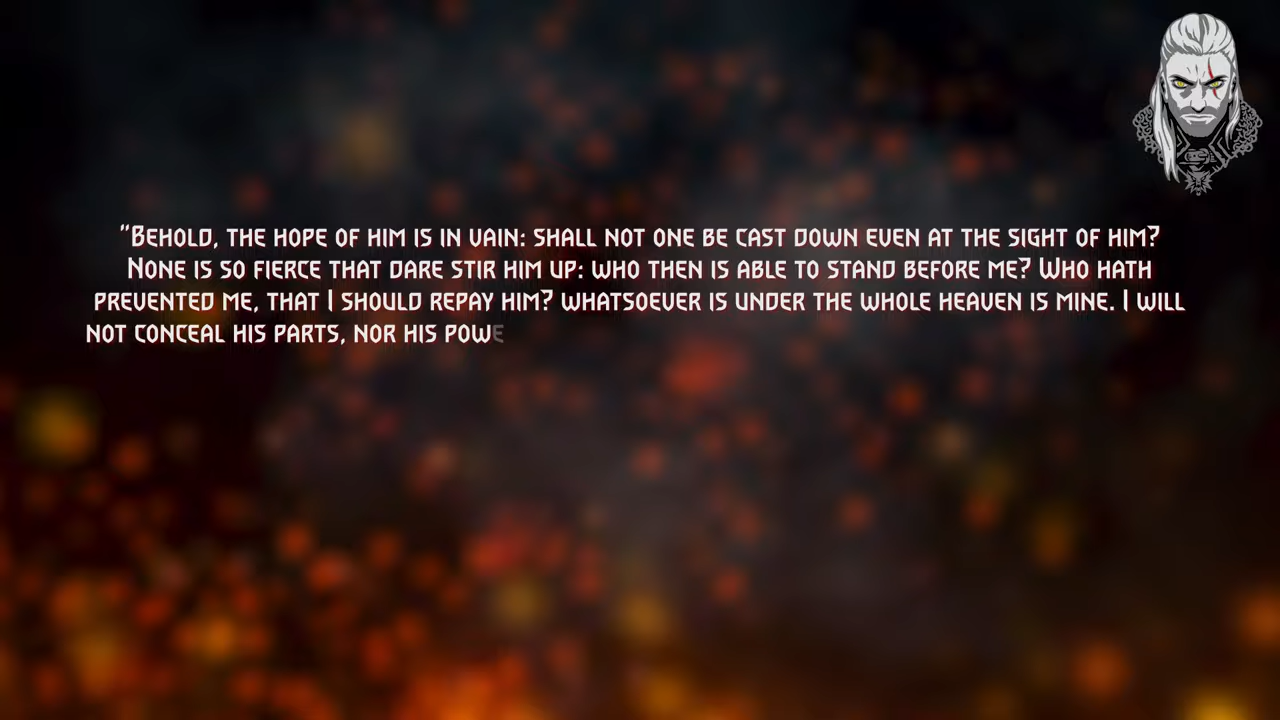 "Behold, the hope of him is in vain: shall not one be cast down even at the sight of him?
None is so fierce that dare stir him up: who then is able to stand before me? Who hath
prevented me, that I should repay him? whatsoever is under the whole heaven is mine. I will
not conceal his parts, nor his powe